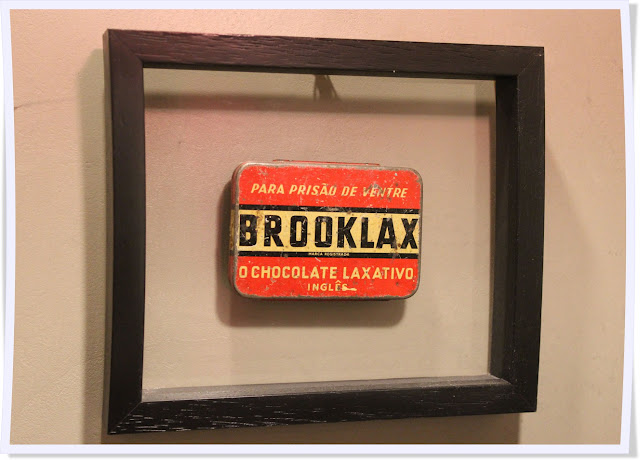 PARA PRISÃO DE VENTRE
BROOKLAX
MARCA REGISTRADA
O CHOCOLATE LAXATIVO
INGLÊS